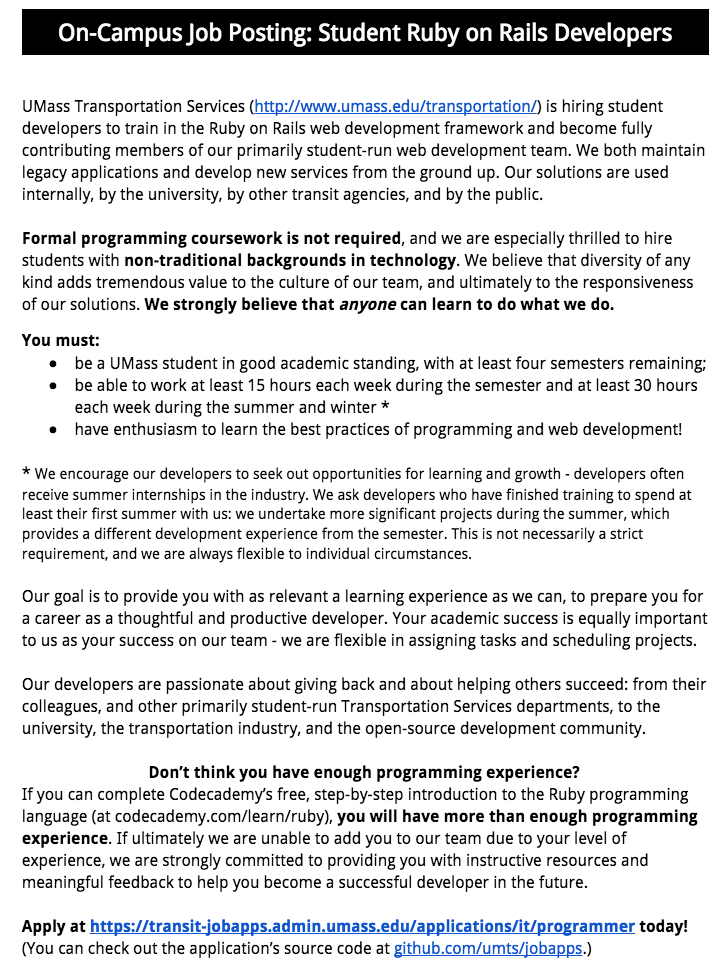 On-Campus Job Posting: Student Ruby on Rails Developers
UMass Transportation Services (http://www.umass.edu/transportation/) is hiring student
developers to train in the Ruby on Rails web development framework and become fully
contributing members of our primarily student-run web development team. We both maintain
legacy applications and develop new services from the ground up. Our solutions are used
internally, by the university, by other transit agencies, and by the public.
Formal programming coursework is not required, and we are especially thrilled to hire
students with non-traditional backgrounds in technology. We believe that diversity of any
kind adds tremendous value to the culture of our team, and ultimately to the responsiveness
of our solutions. We strongly believe that anyone can learn to do what we do.
You must:
● be a UMass student in good academic standing, with at least four semesters remaining;
● be able to work at least 15 hours each week during the semester and at least 30 hours
each week during the summer and winter *
● have enthusiasm to learn the best practices of programming and web development!
* We encourage our developers to seek out opportunities for learning and growth - developers often
receive summer internships in the industry. We ask developers who have finished training to spend at
least their first summer with us: we undertake more significant projects during the summer, which
provides a different development experience from the semester. This is not necessarily a strict
requirement, and we are always flexible to individual circumstances.
Our goal is to provide you with as relevant a learning experience as we can, to prepare you for
a career as a thoughtful and productive developer. Your academic success is equally important
to us as your success on our team - we are flexible in assigning tasks and scheduling projects.
Our developers are passionate about giving back and about helping others succeed: from their
colleagues, and other primarily student-run Transportation Services departments, to the
university, the transportation industry, and the open-source development community.
Don't think you have enough programming experience?
If you can complete Codecademy's free, step-by-step introduction to the Ruby programming
language (at codecademy.com/learn/ruby), you will have more than enough programming
experience. If ultimately we are unable to add you to our team due to your level of
experience, we are strongly committed to providing you with instructive resources and
meaningful feedback to help you become a successful developer in the future.
Apply at https://transit-jobapps.admin.umass.edu/applications/it/programmer today!
(You can check out the application's source code at github.com/umts/jobapps.)